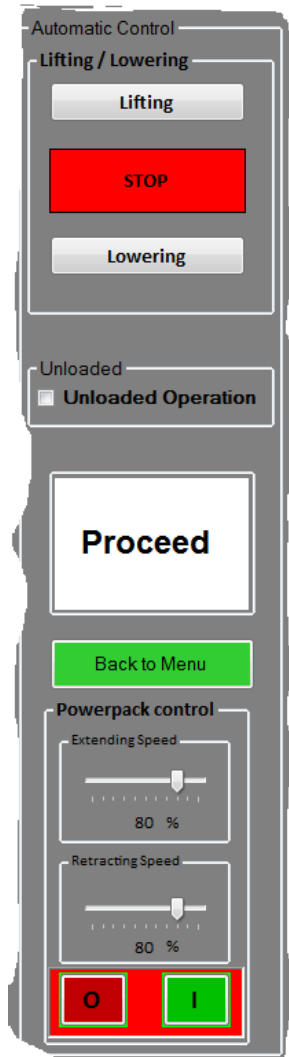 Automatic Control
Lifting / Lowering
Lifting
STOP
Lowering
Unloaded
Unloaded Operation
Proceed
Back to Menu
Powerpack control
Extending Speed
80 %
Retracting Speed
80 %
O I